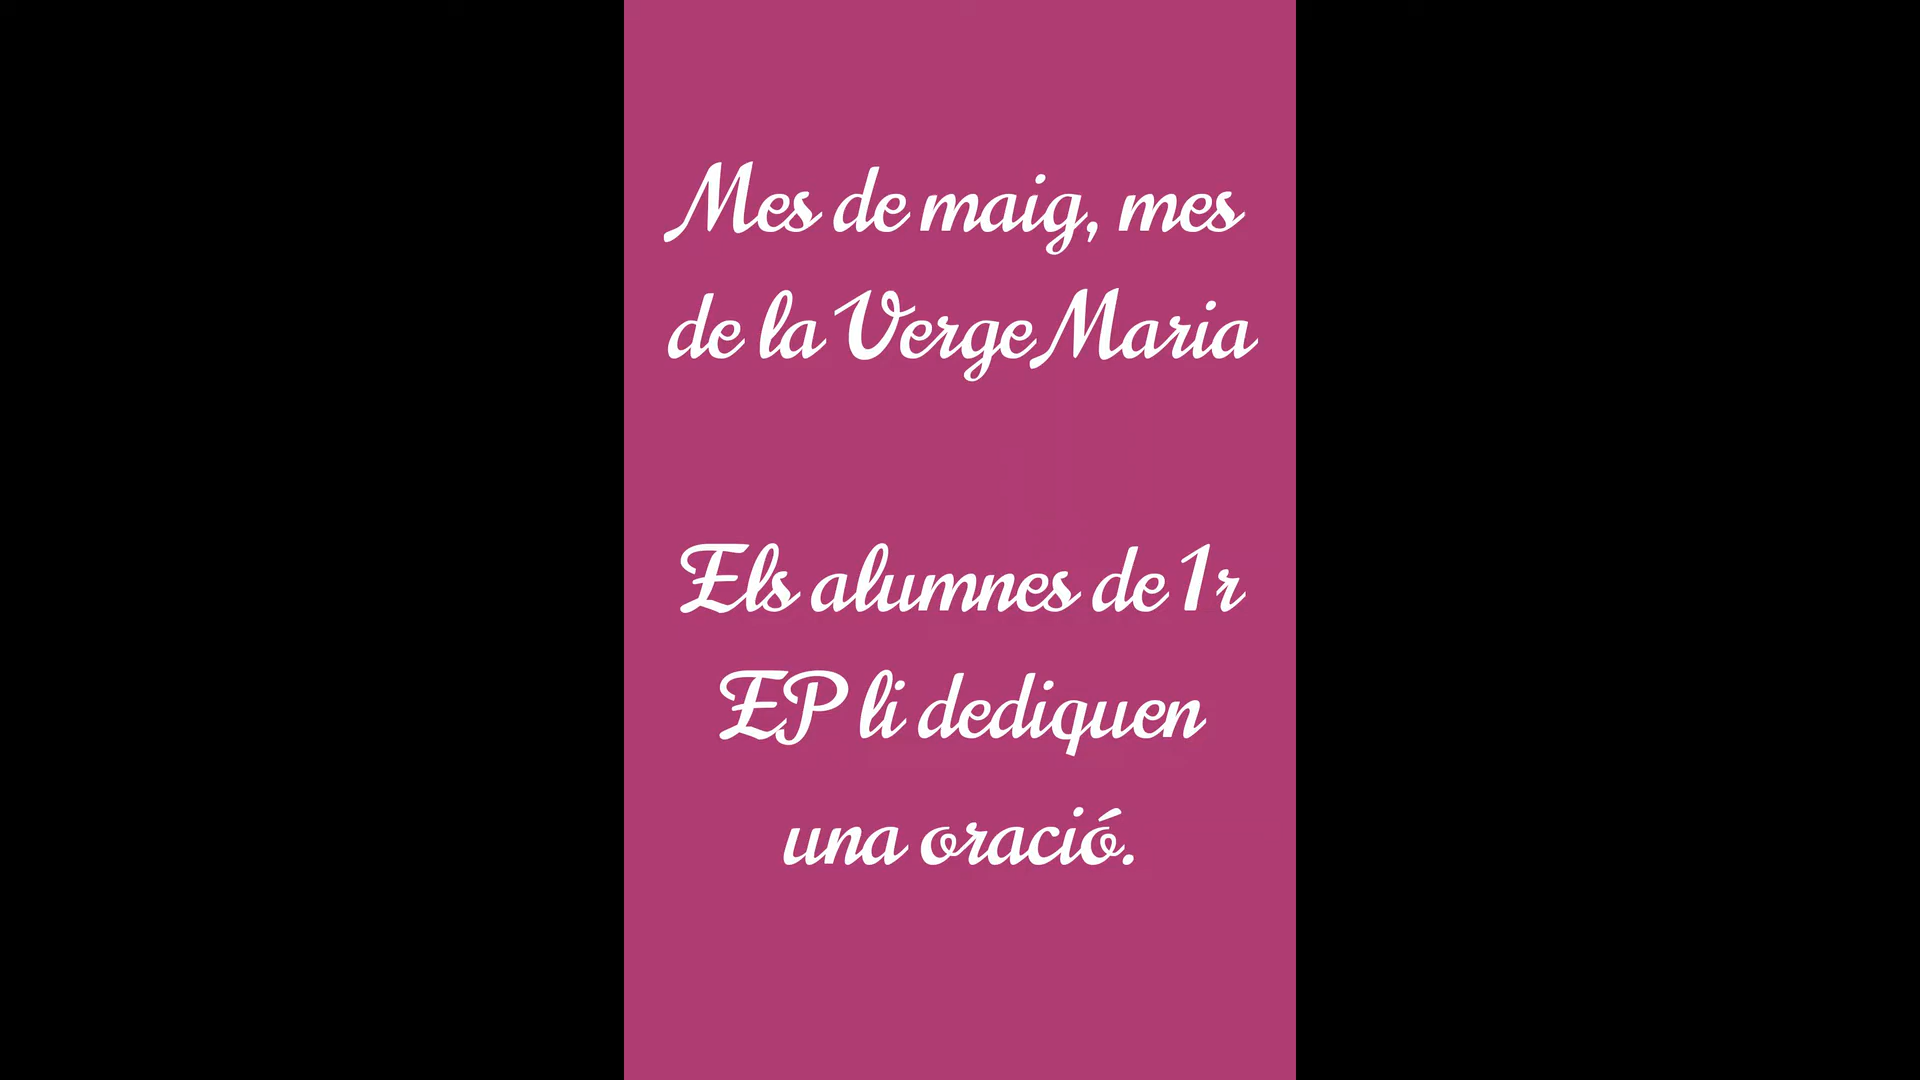 Mes de maig, mes
de la Verge Maria
Els alumnes de 1r
EP li dediquen
una oració.